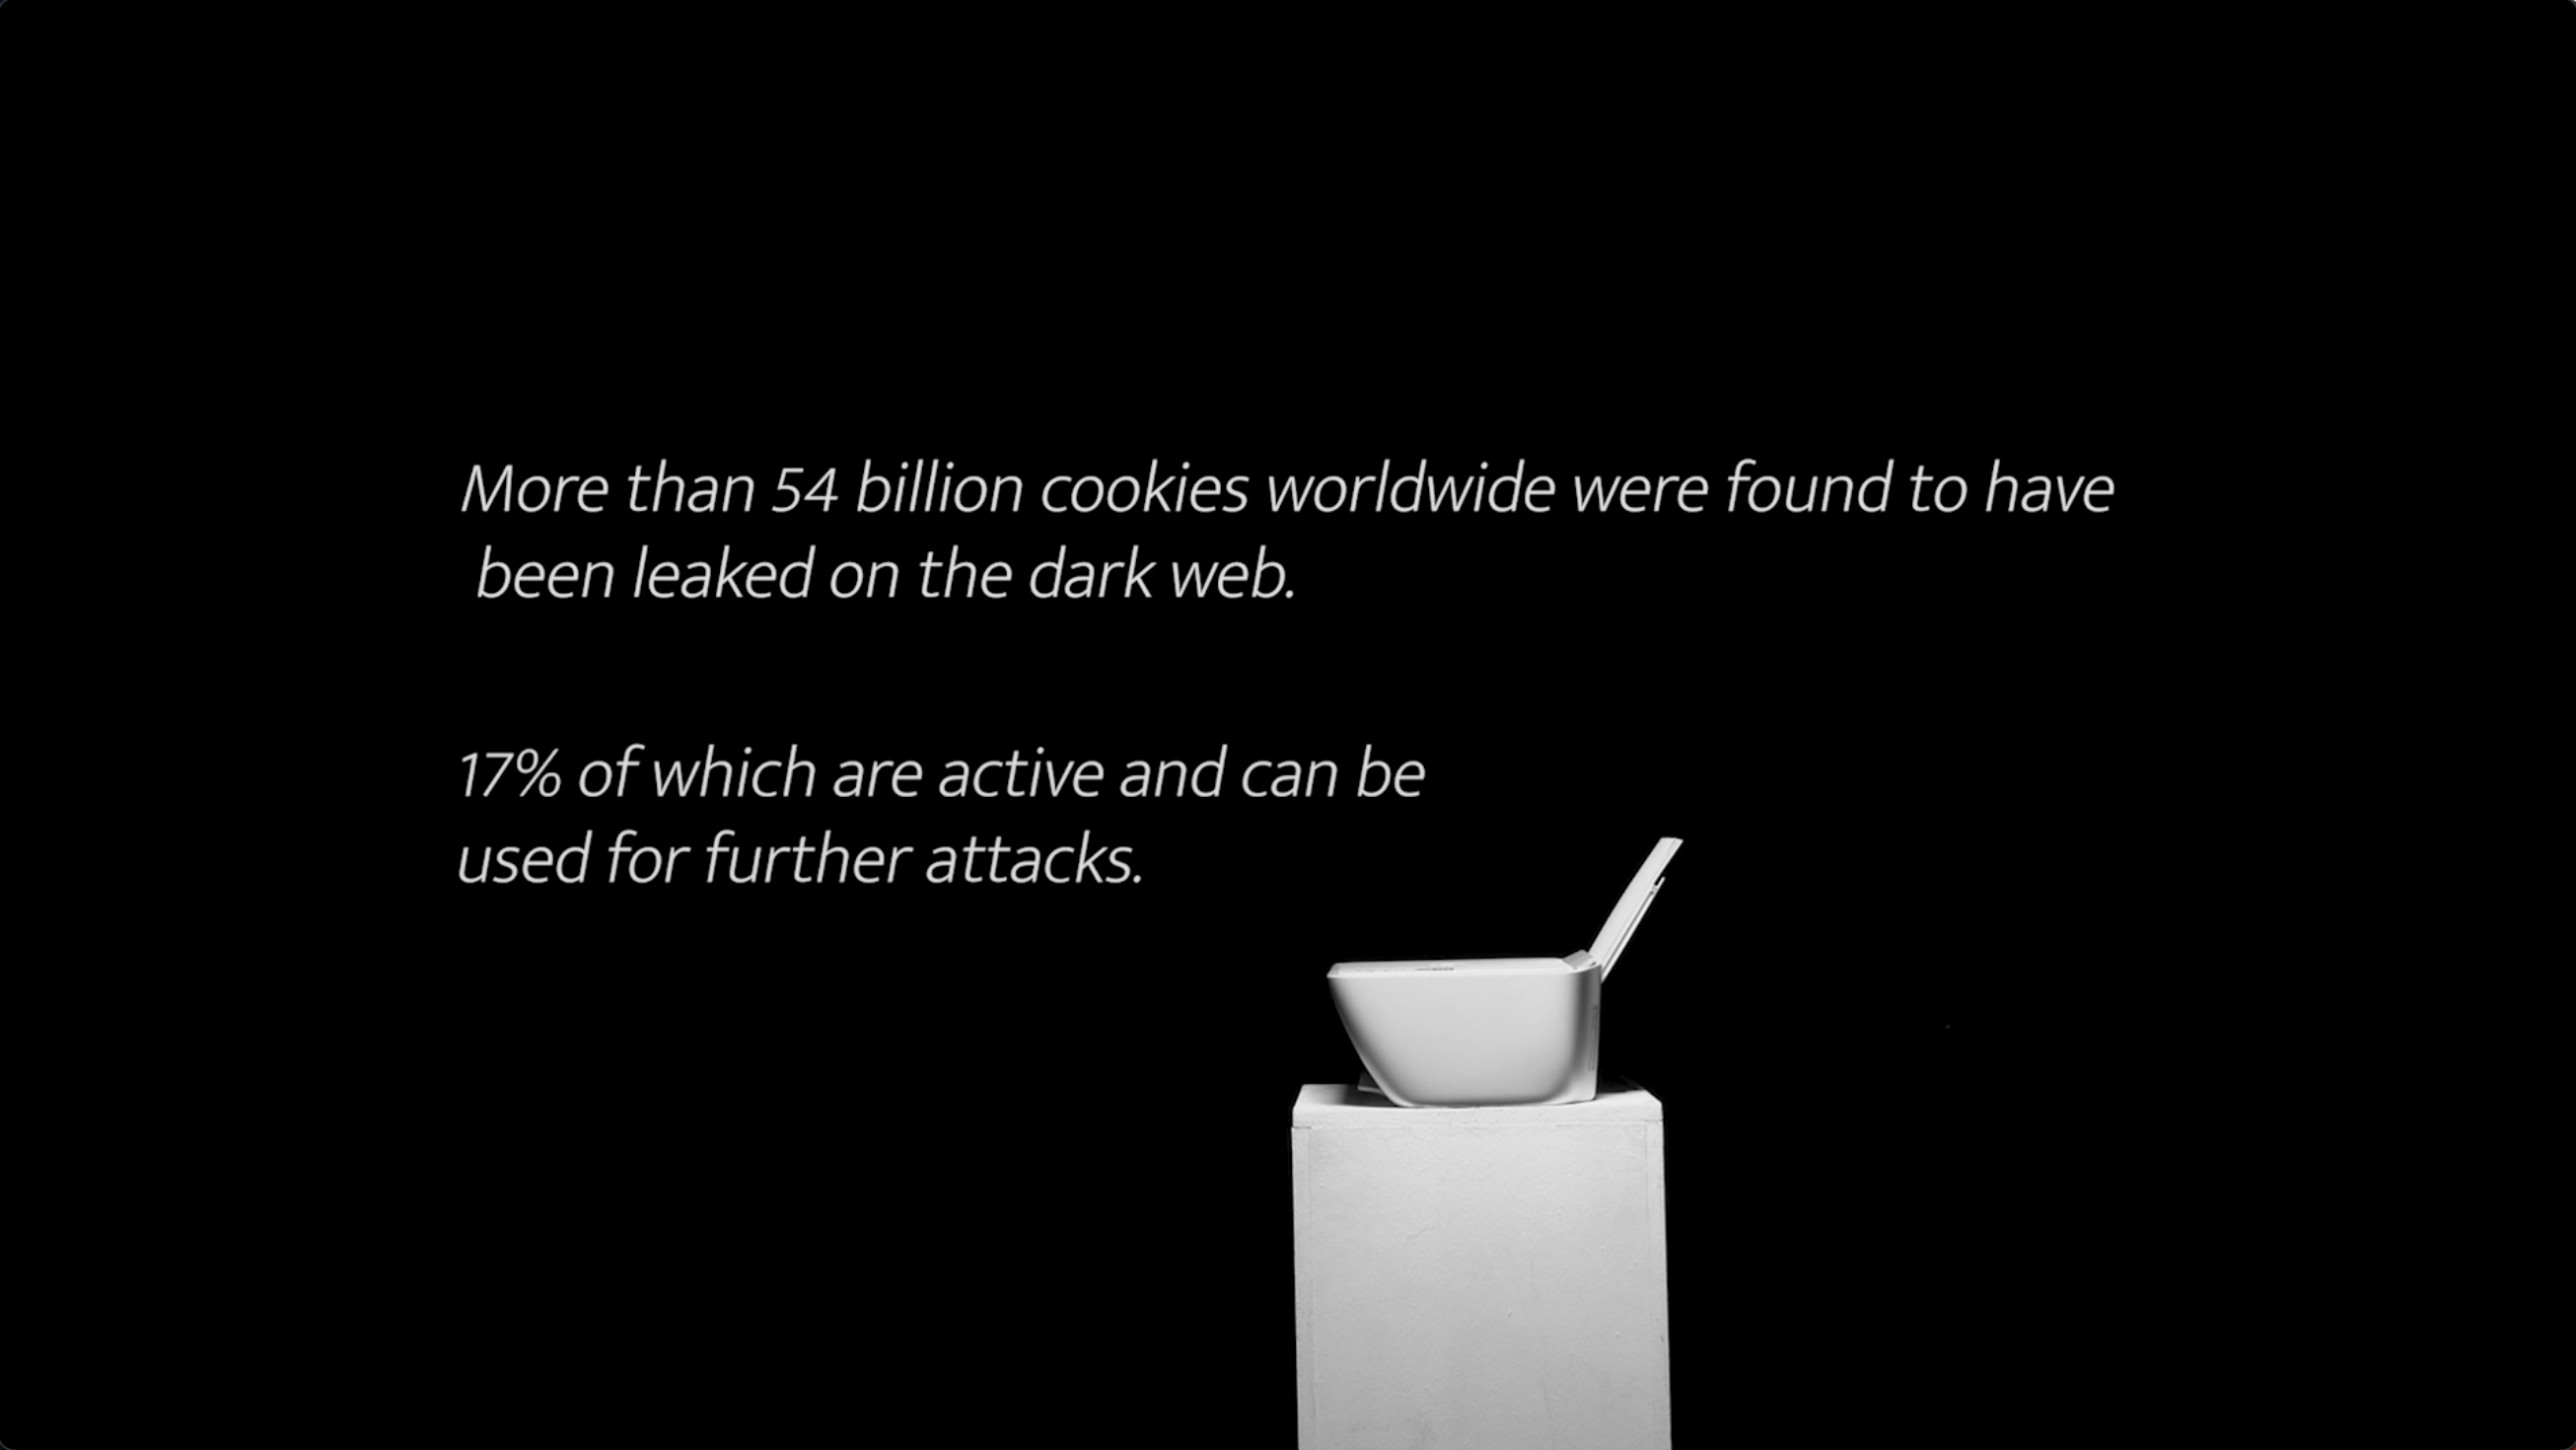 More than 54 billion cookies worldwide were found to have
been leaked on the dark web.
17% of which are active and can be
used for further attacks.